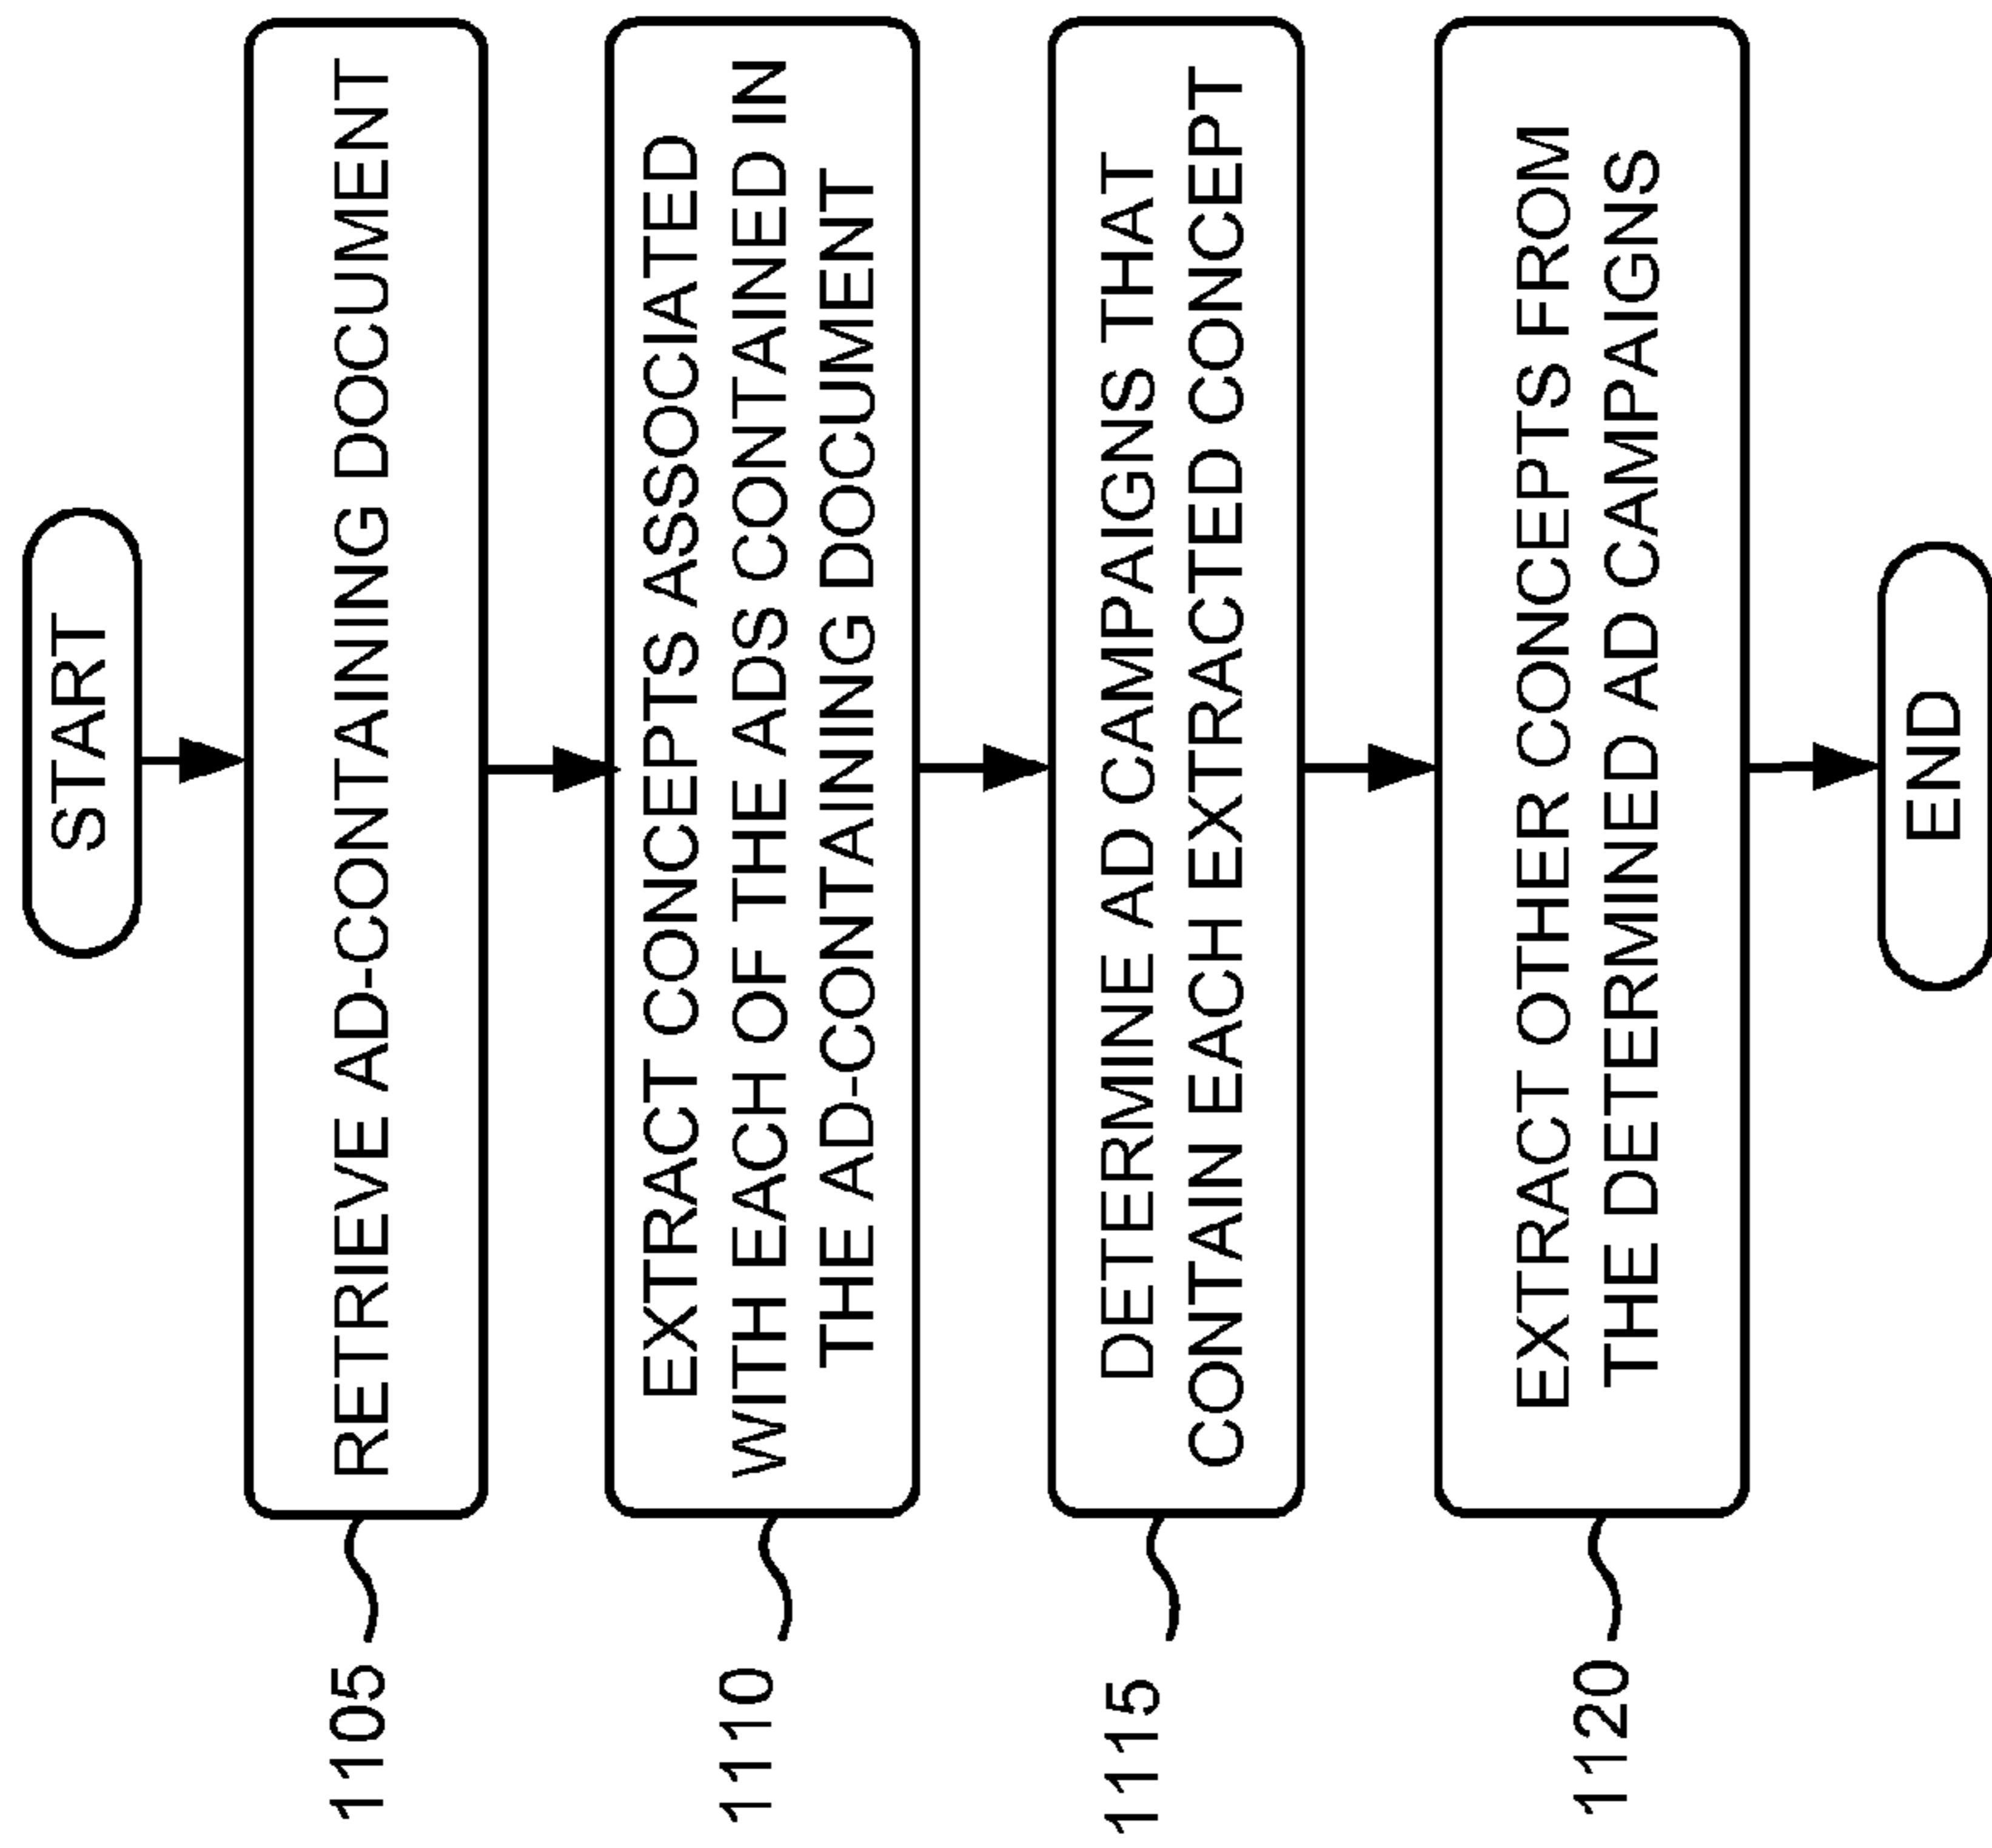 START
RETRIEVE AD-CONTAINING DOCUMENT
1105
EXTRACT CONCEPTS ASSOCIATED
WITH EACH OF THE ADS CONTAINED IN
THE AD-CONTAINING DOCUMENT
1110
DETERMINE AD CAMPAIGNS THAT
CONTAIN EACH EXTRACTED CONCEPT
1115
EXTRACT OTHER CONCEPTS FROM
THE DETERMINED AD CAMPAIGNS
1120
END